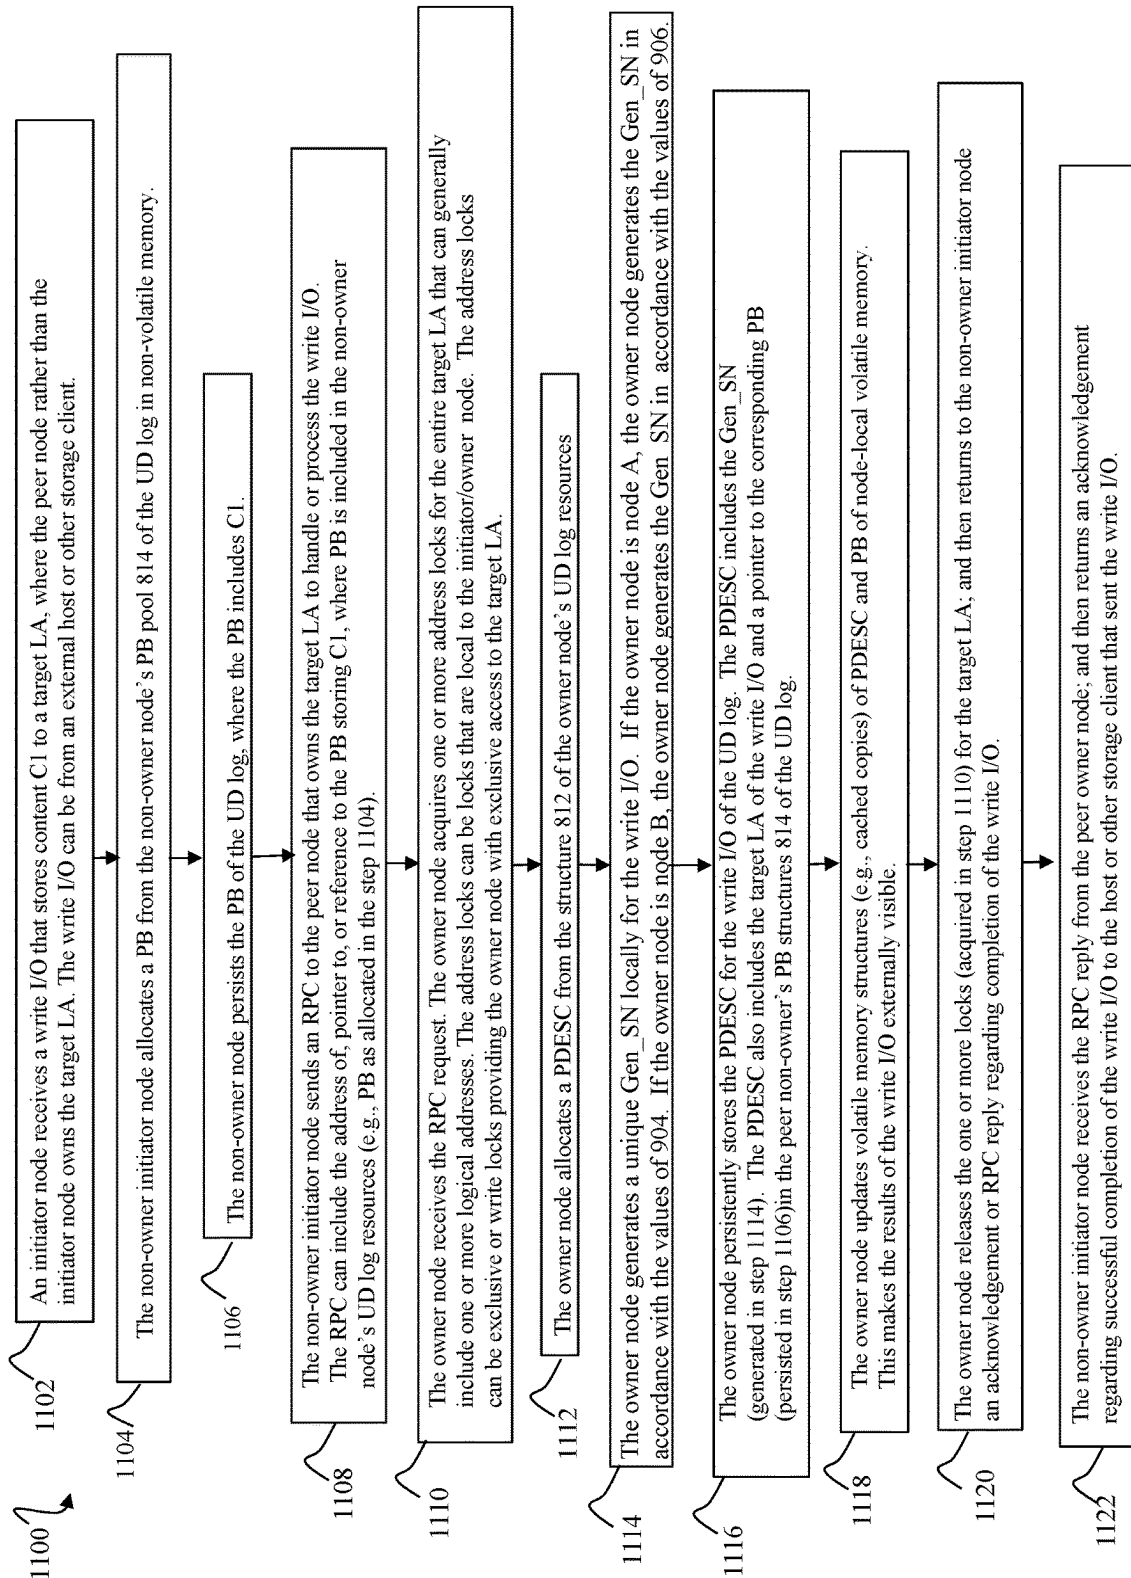 1100
1102
An initiator node receives a write I/O that stores content C1 to a target LA, where the peer node rather than the
initiator node owns the target LA. The write I/O can be from an external host or other storage client.
1104
The non-owner initiator node allocates a PB from the non-owner node's PB pool 814 of the UD log in non-volatile memory.
1106
The non-owner node persists the PB of the UD log, where the PB includes C1.
1108
The non-owner initiator node sends an RPC to the peer node that owns the target LA to handle or process the write I/O.
The RPC can include the address of, pointer to, or reference to the PB storing C1, where PB is included in the non-owner
node's UD log resources (e.g., PB as allocated in the step 1104).
1110
The owner node receives the RPC request. The owner node acquires one or more address locks for the entire target LA that can generally
include one or more logical addresses. The address locks can be locks that are local to the initiator/owner node. The address locks
can be exclusive or write locks providing the owner node with exclusive access to the target LA.
1112
The owner node allocates a PDESC from the structure 812 of the owner node's UD log resources
1114
The owner node generates a unique Gen_SN locally for the write I/O. If the owner node is node A, the owner node generates the Gen_SN in
accordance with the values of 904. If the owner node is node B, the owner node generates the Gen_SN in accordance with the values of 906.
1116
The owner node persistently stores the PDESC for the write I/O of the UD log. The PDESC includes the Gen_SN
(generated in step 1114). The PDESC also includes the target LA of the write I/O and a pointer to the corresponding PB
(persisted in step 1106)in the peer non-owner's PB structures 814 of the UD log.
1118
The owner node updates volatile memory structures (e.g., cached copies) of PDESC and PB of node-local volatile memory.
This makes the results of the write I/O externally visible.
1120
The owner node releases the one or more locks (acquired in step 1110) for the target LA; and then returns to the non-owner initiator node
an acknowledgement or RPC reply regarding completion of the write I/O.
1122
The non-owner initiator node receives the RPC reply from the peer owner node; and then returns an acknowledgement
regarding successful completion of the write I/O to the host or other storage client that sent the write I/O.